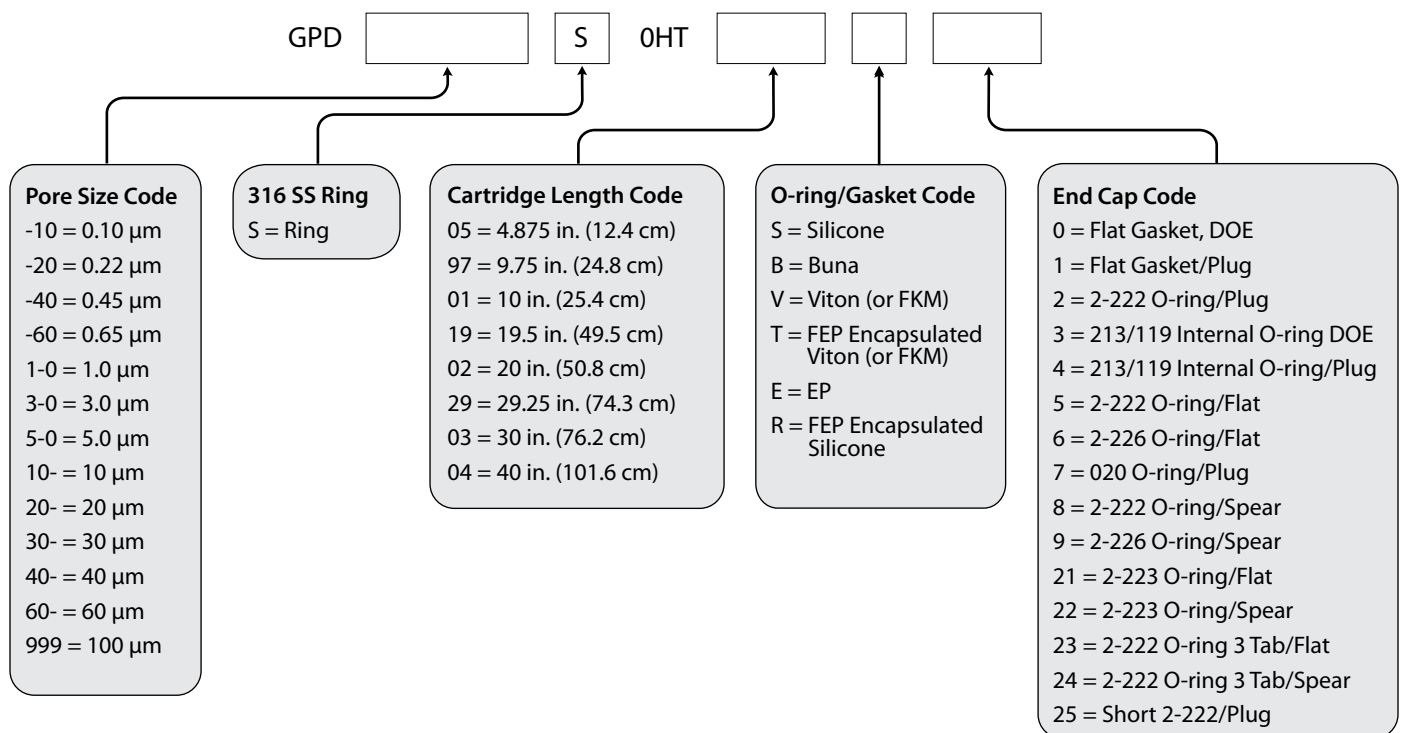 GPD S 0HT
Pore Size Code
-10 = 0.10 µm
-20 = 0.22 µm
-40 = 0.45 µm
-60 = 0.65 µm
1-0 = 1.0 µm
3-0 = 3.0 µm
5-0 = 5.0 µm
10- = 10 µm
20- = 20 µm
30- = 30 µm
40- = 40 µm
60- = 60 µm
999 = 100 µm
316 SS Ring
S = Ring
Cartridge Length Code
05 = 4.875 in. (12.4 cm)
97 = 9.75 in. (24.8 cm)
01 = 10 in. (25.4 cm)
19 = 19.5 in. (49.5 cm)
02 = 20 in. (50.8 cm)
29 = 29.25 in. (74.3 cm)
03 = 30 in. (76.2 cm)
04 = 40 in. (101.6 cm)
O-ring/Gasket Code
S = Silicone
B = Buna
V = Viton (or FKM)
T = FEP Encapsulated
Viton (or FKM)
E = EP
R = FEP Encapsulated
Silicone
End Cap Code
0 = Flat Gasket, DOE
1 = Flat Gasket/Plug
2 = 2-222 O-ring/Plug
3 = 213/119 Internal O-ring DOE
4 = 213/119 Internal O-ring/Plug
5 = 2-222 O-ring/Flat
6 = 2-226 O-ring/Flat
7 = 020 O-ring/Plug
8 = 2-222 O-ring/Spear
9 = 2-226 O-ring/Spear
21 = 2-223 O-ring/Flat
22 = 2-223 O-ring/Spear
23 = 2-222 O-ring 3 Tab/Flat
24 = 2-222 O-ring 3 Tab/Spear
25 = Short 2-222/Plug